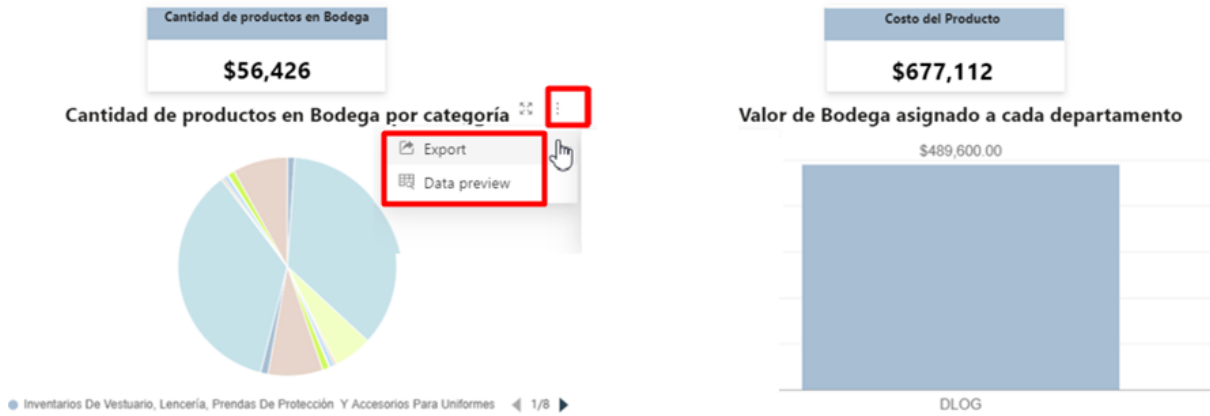 Cantidad de productos en Bodega
$56,426
Cantidad de productos en Bodega por categoría
Export
Data preview
Inventarios De Vestuario, Lencería, Prendas De Protección Y Accesorios Para Uniformes
1/8
Costo del Producto
$677,112
Valor de Bodega asignado a cada departamento
$489,600.00
DLOG